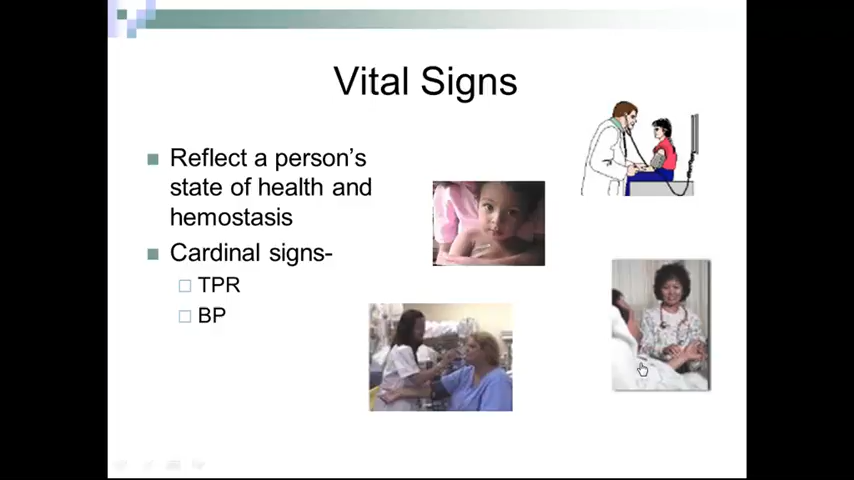 Vital Signs
Reflect a person's
state of health and
hemostasis
Cardinal signs-
TPR
BP